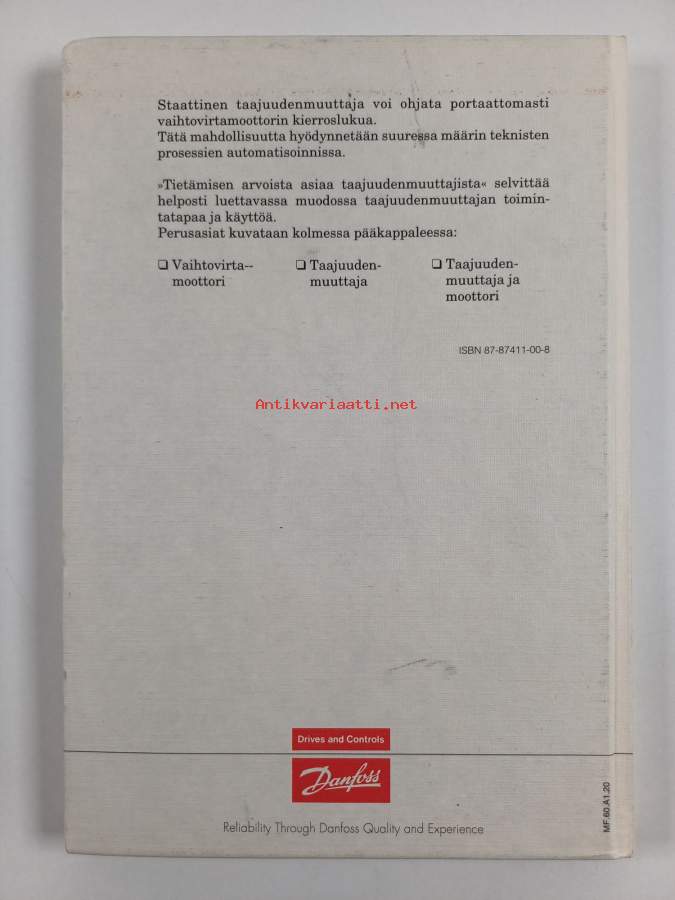 Staattinen taajuudenmuuttaja voi ohjata portaattomasti
vaihtovirtamoottorin kierroslukua.
Tätä mahdollisuutta hyödynnetään suuressa määrin teknisten
prosessien automatisoinnissa.
»Tietämisen arvoista asiaa taajuudenmuuttajista« selvittää
helposti luettavassa muodossa taajuudenmuuttajan toimin-
tatapaa ja käyttöä.
Perusasiat kuvataan kolmessa pääkappaleessa:
❏ Vaihtovirta--
moottori
❏ Taajuuden-
muuttaja
❏ Taajuuden-
muuttaja ja
moottori
ISBN 87-87411-00-8
Antikvariaatti.net
Drives and Controls
Danfoss
Reliability Through Danfoss Quality and Experience
MF.60.A1.20